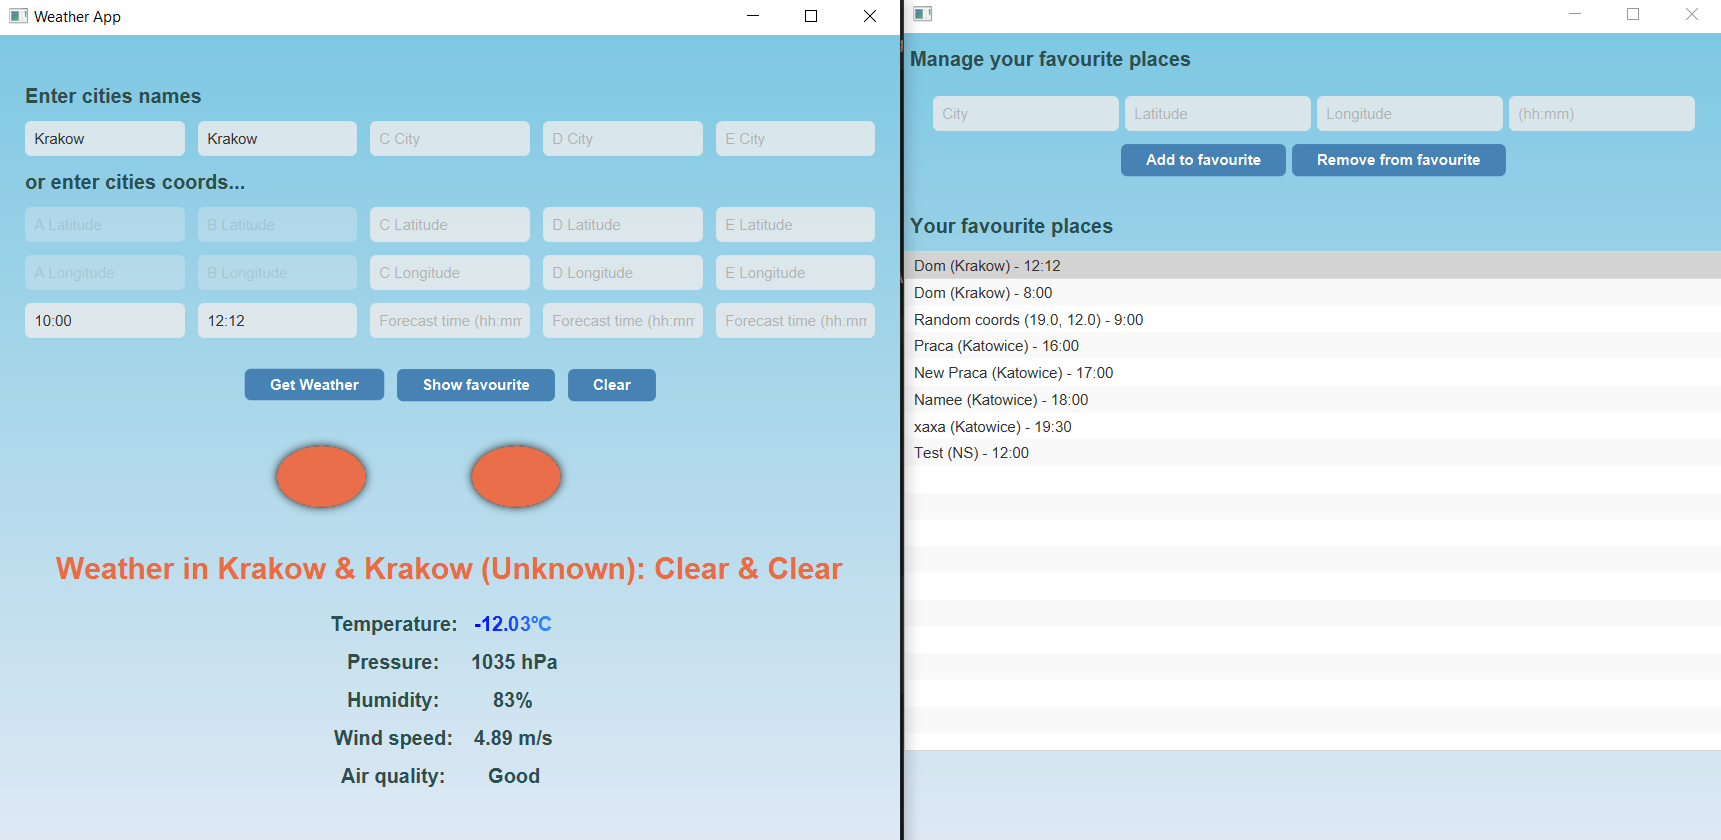 Weather App
Enter cities names
Krakow Krakow C City D City E City
or enter cities coords...
A Latitude B Latitude C Latitude D Latitude E Latitude
A Longitude B Longitude C Longitude D Longitude E Longitude
10:00 12:12 Forecast time (hh:mm Forecast time (hh:mm Forecast time (hh:mm
Get Weather Show favourite Clear
Weather in Krakow & Krakow (Unknown): Clear & Clear
Temperature: -12.03°C
Pressure: 1035 hPa
Humidity: 83%
Wind speed: 4.89 m/s
Air quality: Good
Manage your favourite places
City Latitude Longitude (hh:mm)
Add to favourite Remove from favourite
Your favourite places
Dom (Krakow) - 12:12
Dom (Krakow) - 8:00
Random coords (19.0, 12.0) - 9:00
Praca (Katowice) - 16:00
New Praca (Katowice) - 17:00
Namee (Katowice) - 18:00
xaxa (Katowice) - 19:30
Test (NS) - 12:00